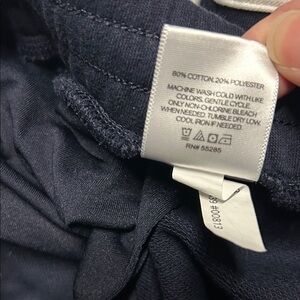 80% COTTON, 20% POLYESTER
MACHINE WASH COLD WITH LIKE
COLORS. GENTLE CYCLE.
ONLY NON-CHLORINE BLEACH
WHEN NEEDED. TUMBLE DRY LOW.
COOL IRON IF NEEDED.
RN# 55285
#00813